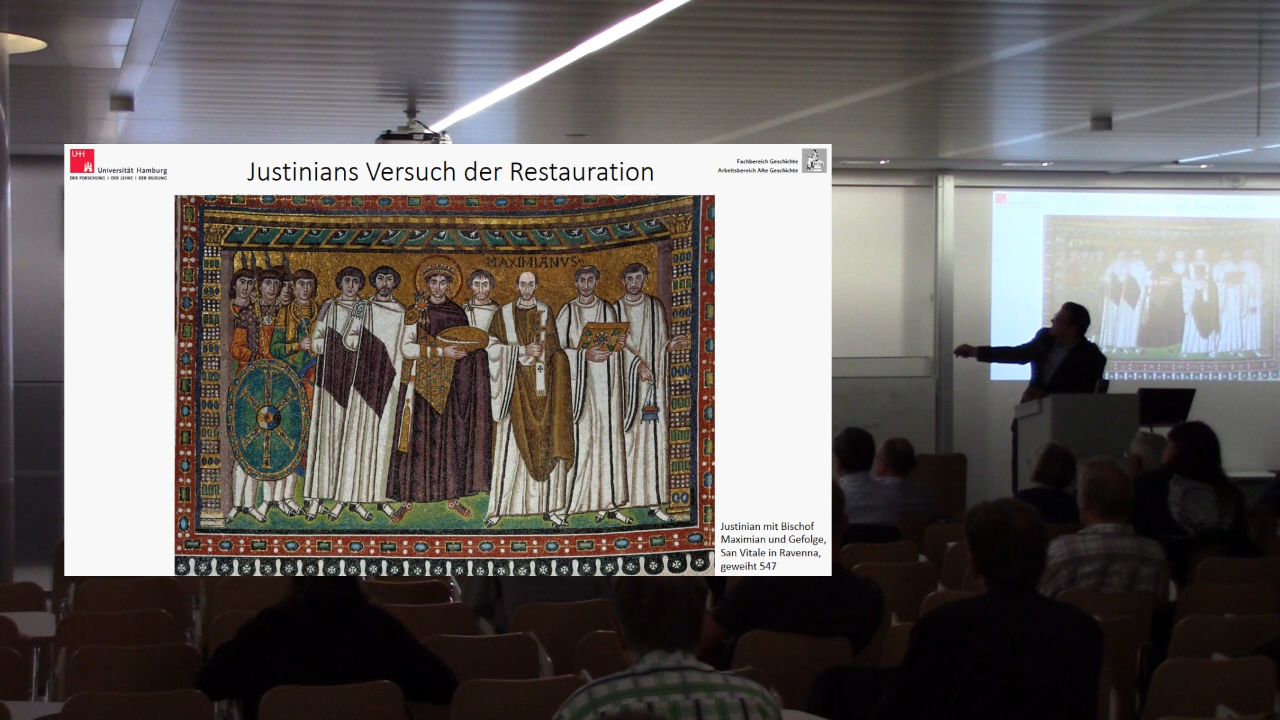 UHH
Universität Hamburg
DER FORSCHUNG | DER LEHRE | DER BILDUNG
Justinians Versuch der Restauration
Fachbereich Geschichte
Arbeitsbereich Alte Geschichte
MAXIMIANVS
Justinian mit Bischof
Maximian und Gefolge,
San Vitale in Ravenna,
geweiht 547